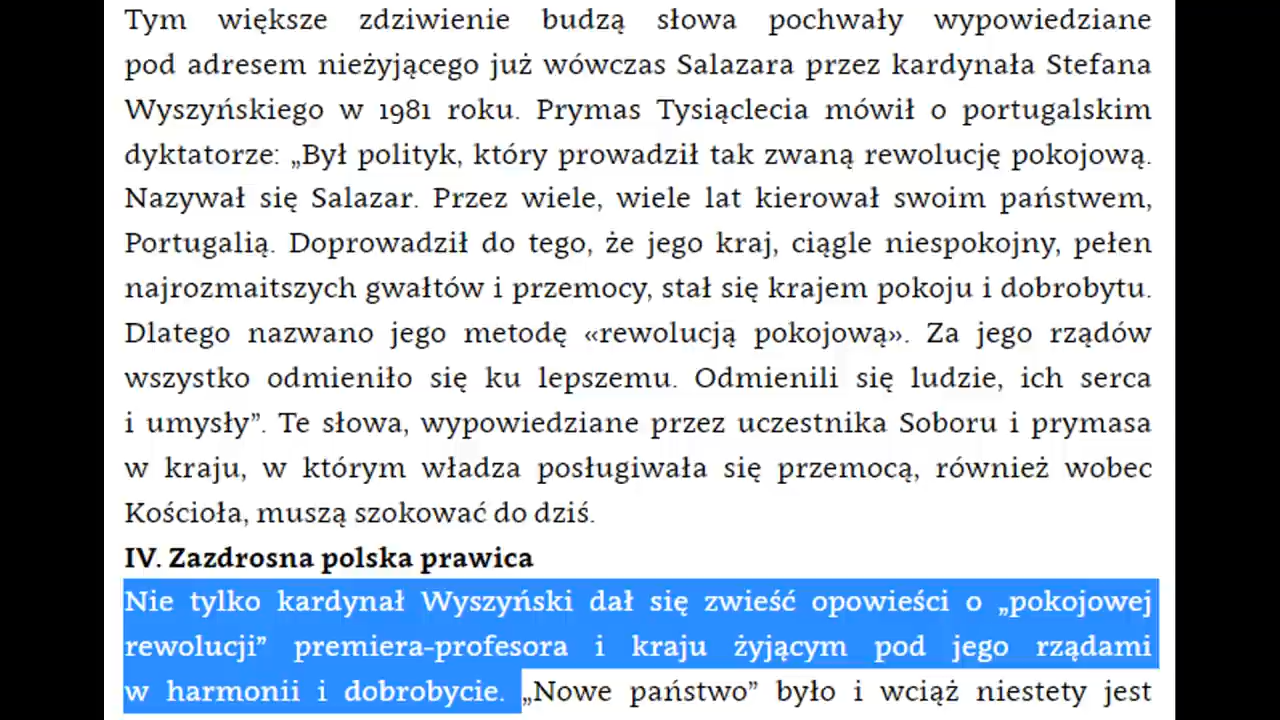 Tym większe zdziwienie budzą słowa pochwały wypowiedziane
pod adresem nieżyjącego już wówczas Salazara przez kardynała Stefana
Wyszyńskiego w 1981 roku. Prymas Tysiąclecia mówił o portugalskim
dyktatorze: „Był polityk, który prowadził tak zwaną rewolucję pokojową.
Nazywał się Salazar. Przez wiele, wiele lat kierował swoim państwem,
Portugalią. Doprowadził do tego, że jego kraj, ciągle niespokojny, pełen
najrozmaitszych gwałtów i przemocy, stał się krajem pokoju i dobrobytu.
Dlatego nazwano jego metodę «rewolucją pokojową». Za jego rządów
wszystko odmieniło się ku lepszemu. Odmienili się ludzie, ich serca
i umysły”. Te słowa, wypowiedziane przez uczestnika Soboru i prymasa
w kraju, w którym władza posługiwała się przemocą, również wobec
Kościoła, muszą szokować do dziś.
IV. Zazdrosna polska prawica
Nie tylko kardynał Wyszyński dał się zwieść opowieści o „pokojowej
rewolucji” premiera-profesora i kraju żyjącym pod jego rządami
w harmonii i dobrobycie. „Nowe państwo” było i wciąż niestety jest